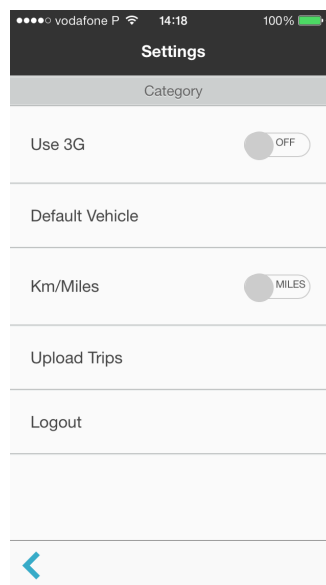 vodafone P 14:18 100%
Settings
Category
Use 3G OFF
Default Vehicle
Km/Miles MILES
Upload Trips
Logout